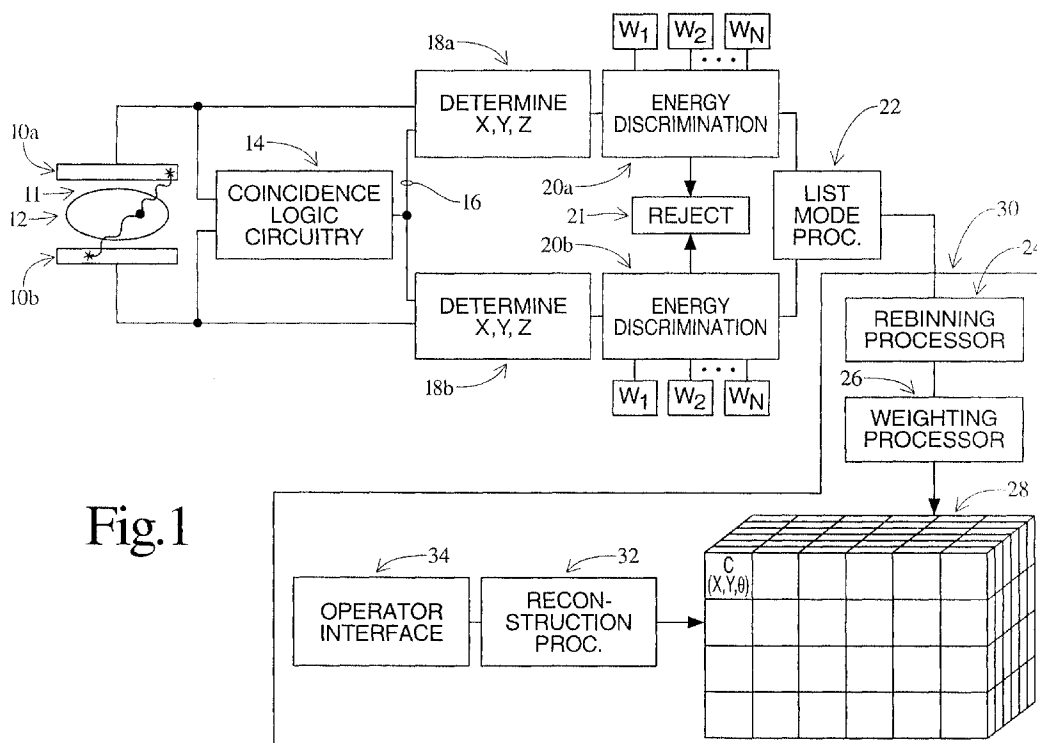 W1 W2 ... WN
18a
DETERMINE
X,Y, Z
ENERGY
DISCRIMINATION
22
10a
11
12
10b
14
COINCIDENCE
LOGIC
CIRCUITRY
16
20a
21
REJECT
20b
LIST
MODE
PROC.
30
24
DETERMINE
X,Y, Z
18b
ENERGY
DISCRIMINATION
W1 W2 ... WN
REBINNING
PROCESSOR
26
WEIGHTING
PROCESSOR
28
Fig.1
34
OPERATOR
INTERFACE
32
RECON-
STRUCTION
PROC.
C
(X,Y,θ)